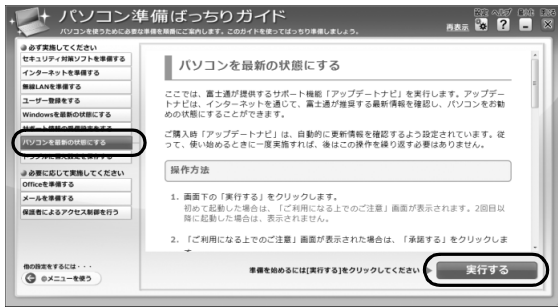 パソコン準備ばっちりガイド
パソコンを使うために必要な準備を順番にご案内します。このガイドを使ってばっちり準備しましょう。
再表示
必ず実施してください
セキュリティ対策ソフトを準備する
インターネットを準備する
無線LANを準備する
ユーザー登録をする
Windowsを最新の状態にする
パソコンを最新の状態にする
必要に応じて実施してください
Officeを準備する
メールを準備する
保護者によるアクセス制御を行う
他の設定をするには・・・
@メニューを使う
パソコンを最新の状態にする
ここでは、富士通が提供するサポート機能「アップデートナビ」を実行します。アップデー
トナビは、インターネットを通じて、富士通が推奨する最新情報を確認し、パソコンをお勧
めの状態にすることができます。
ご購入時「アップデートナビ」は、自動的に更新情報を確認するよう設定されています。従
って、使い始めるときに一度実施すれば、後はこの操作を繰り返す必要はありません。
操作方法
1. 画面下の「実行する」をクリックします。
初めて起動した場合は、「ご利用になる上でのご注意」画面が表示されます。2回目以
降に起動した場合は、表示されません。
2. 「ご利用になる上でのご注意」画面が表示された場合は、「承諾する」をクリックしま
準備を始めるには[実行する]をクリックしてください
実行する